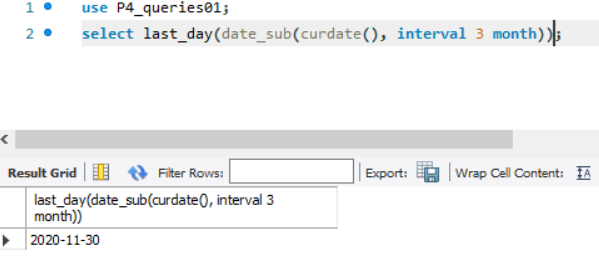 1 use P4_queries01;
2 select last_day(date_sub(curdate(), interval 3 month));
Result Grid Filter Rows: Export: Wrap Cell Content: IA
last_day(date_sub(curdate(), interval 3
month))
2020-11-30